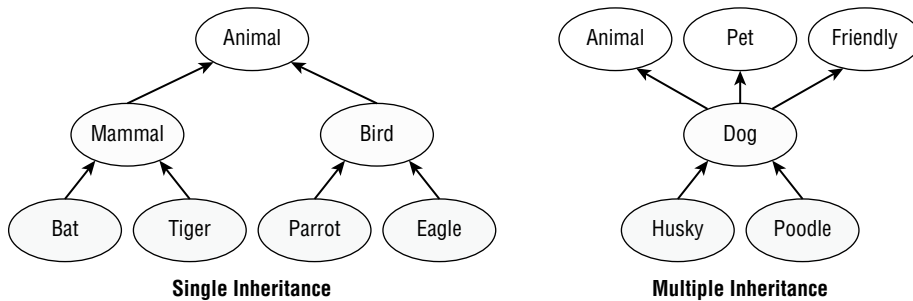 Animal
Mammal Bird
Bat Tiger Parrot Eagle
Single Inheritance
Animal Pet Friendly
Dog
Husky Poodle
Multiple Inheritance